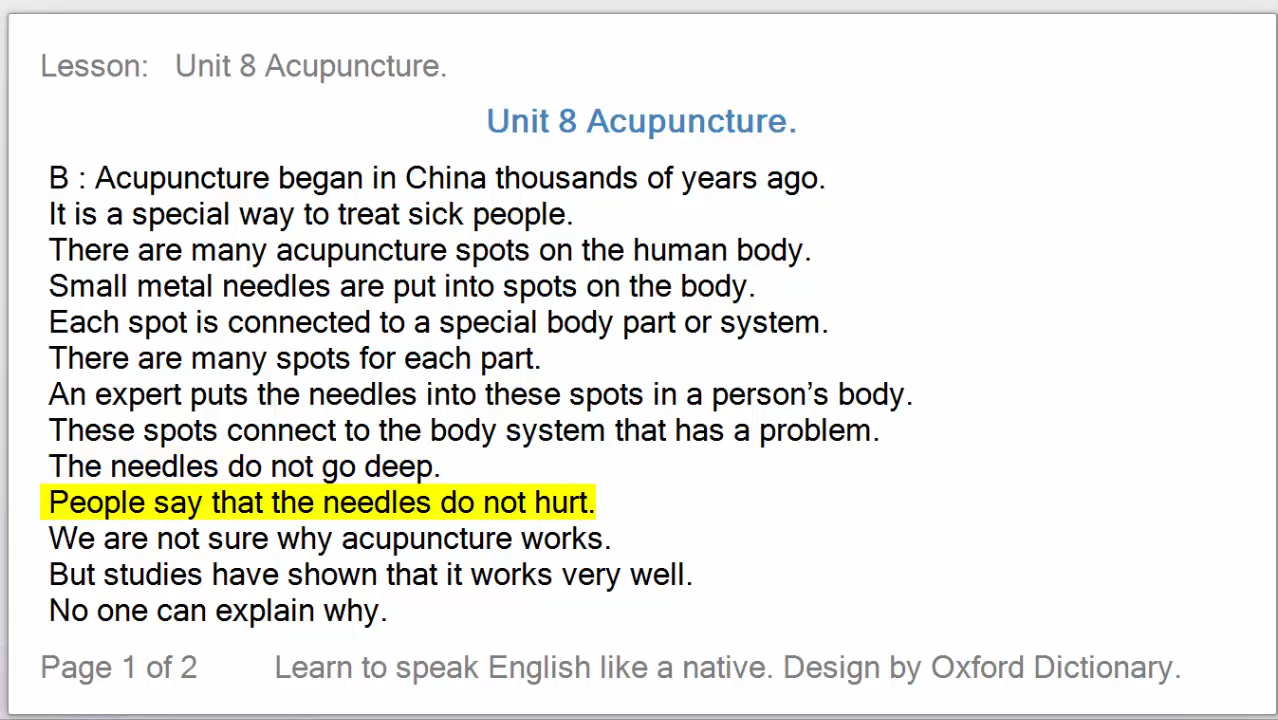 Lesson: Unit 8 Acupuncture.
Unit 8 Acupuncture.
B : Acupuncture began in China thousands of years ago.
It is a special way to treat sick people.
There are many acupuncture spots on the human body.
Small metal needles are put into spots on the body.
Each spot is connected to a special body part or system.
There are many spots for each part.
An expert puts the needles into these spots in a person’s body.
These spots connect to the body system that has a problem.
The needles do not go deep.
People say that the needles do not hurt.
We are not sure why acupuncture works.
But studies have shown that it works very well.
No one can explain why.
Page 1 of 2 Learn to speak English like a native. Design by Oxford Dictionary.